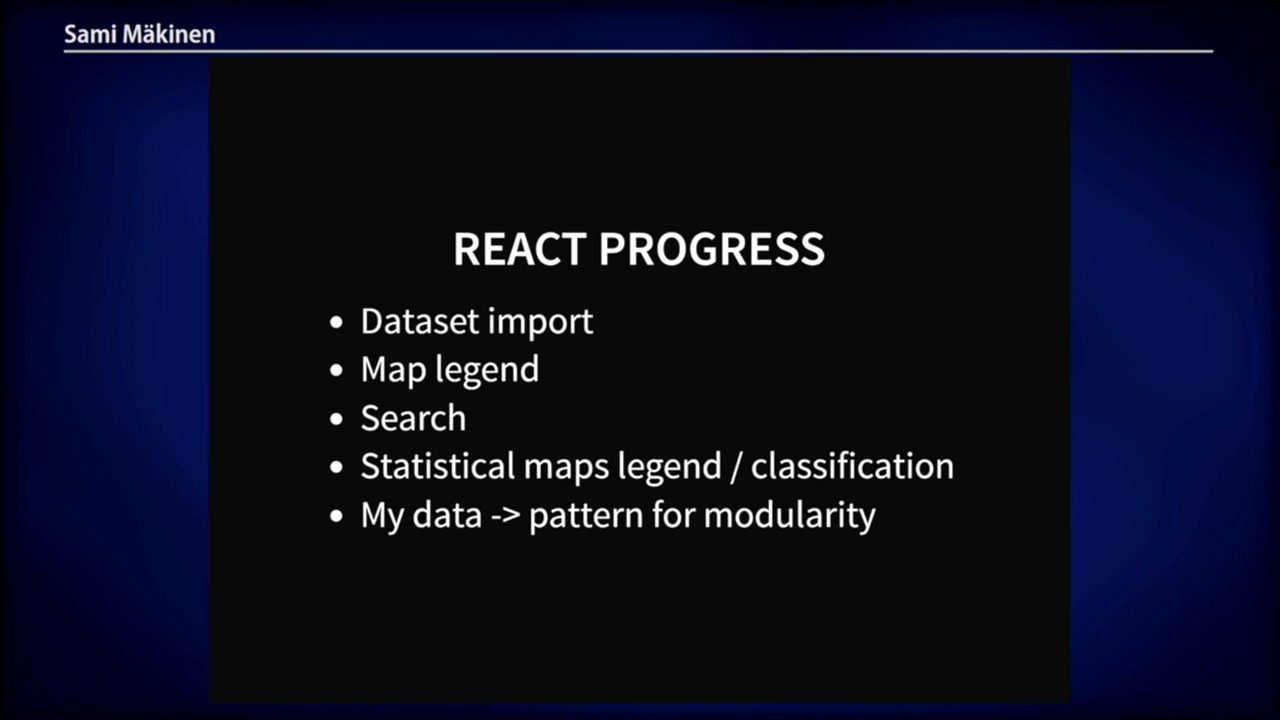 Sami Mäkinen
REACT PROGRESS
• Dataset import
• Map legend
• Search
• Statistical maps legend / classification
• My data -> pattern for modularity